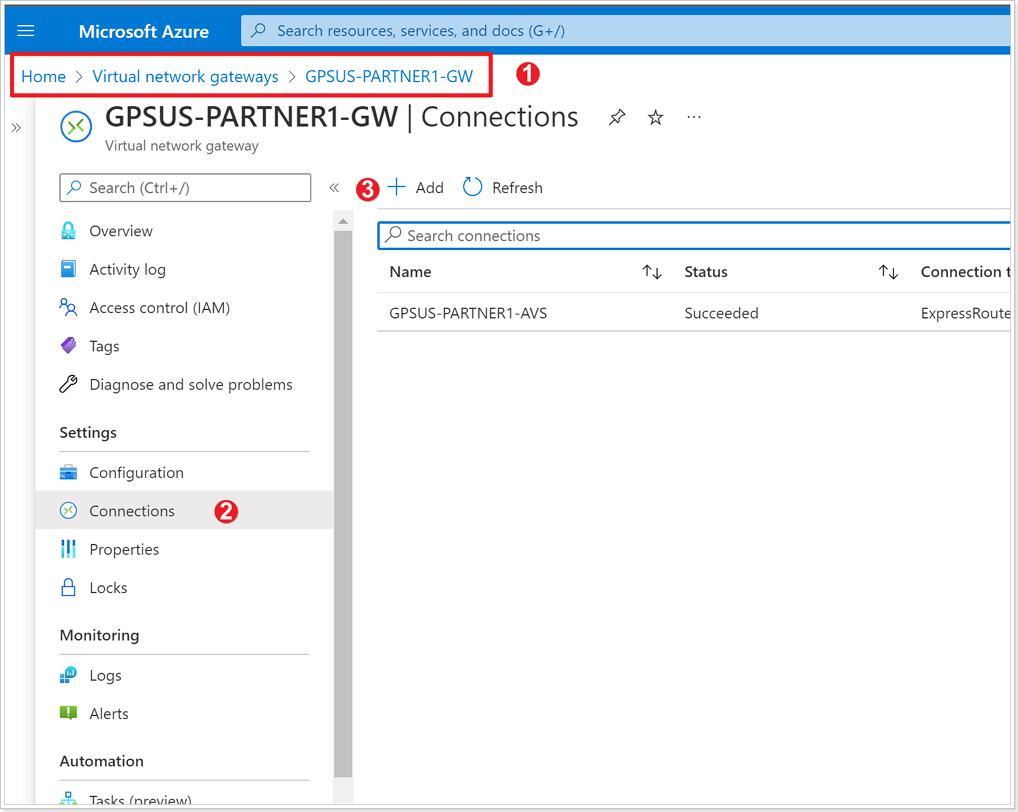 Microsoft Azure
Search resources, services, and docs (G+/)
Home > Virtual network gateways > GPSUS-PARTNER1-GW
1
GPSUS-PARTNER1-GW | Connections
Virtual network gateway
Search (Ctrl+/)
3
Add
Refresh
Overview
Activity log
Access control (IAM)
Tags
Diagnose and solve problems
Settings
Configuration
Connections
2
Properties
Locks
Monitoring
Logs
Alerts
Automation
Tasks (preview)
Search connections
Name Status Connection t
GPSUS-PARTNER1-AVS Succeeded ExpressRoute